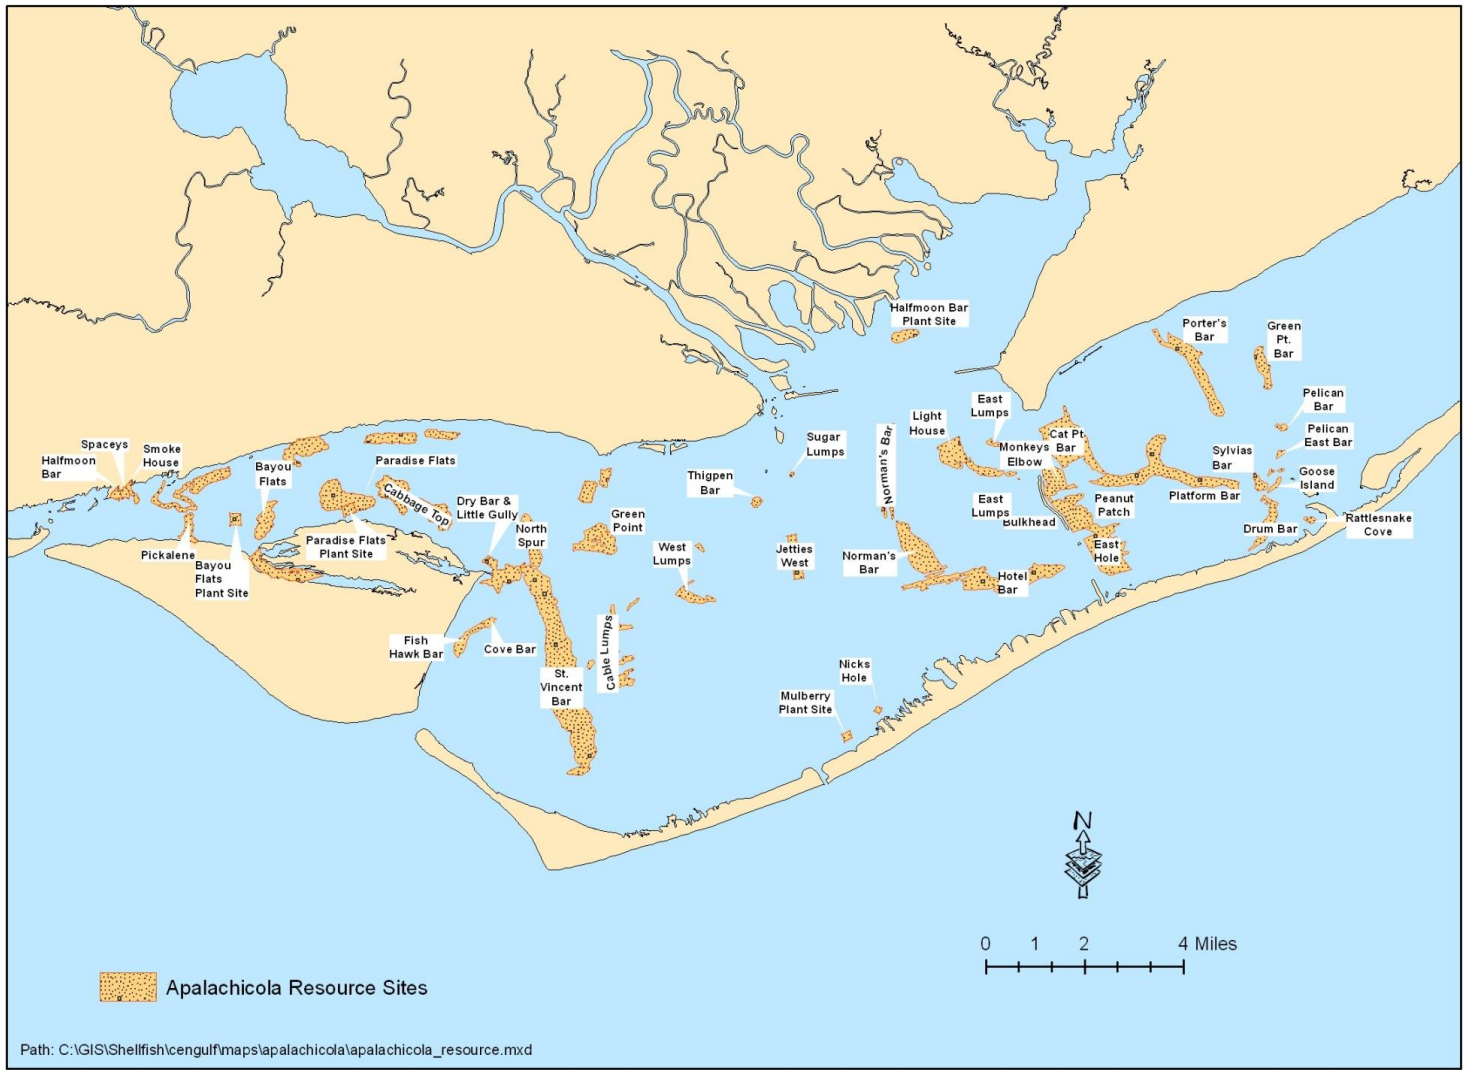 Halfmoon Bar
Plant Site
Porter's
Bar
Green
Pt.
Bar
Pelican
Bar
Pelican
East Bar
East
Lumps
Light
House
Cat Pt.
Bar
Monkeys
Elbow
Sylvias
Bar
Goose
Island
Platform Bar
Peanut
Patch
East
Lumps
Bulkhead
Drum Bar
Rattlesnake
Cove
East
Hole
Hotel
Bar
Norman's Bar
Norman's
Bar
Sugar
Lumps
Thigpen
Bar
Jetties
West
West
Lumps
Green
Point
Spaceys
Smoke
House
Halfmoon
Bar
Bayou
Flats
Paradise Flats
Cabbage Top
Dry Bar &
Little Gully
North
Spur
Paradise Flats
Plant Site
Pickalene
Bayou
Flats
Plant Site
Fish
Hawk Bar
Cove Bar
Cable Lumps
St.
Vincent
Bar
Nicks
Hole
Mulberry
Plant Site
N
0 1 2 4 Miles
Apalachicola Resource Sites
Path: C:\GIS\Shellfish\cengulf\maps\apalachicola\apalachicola_resource.mxd